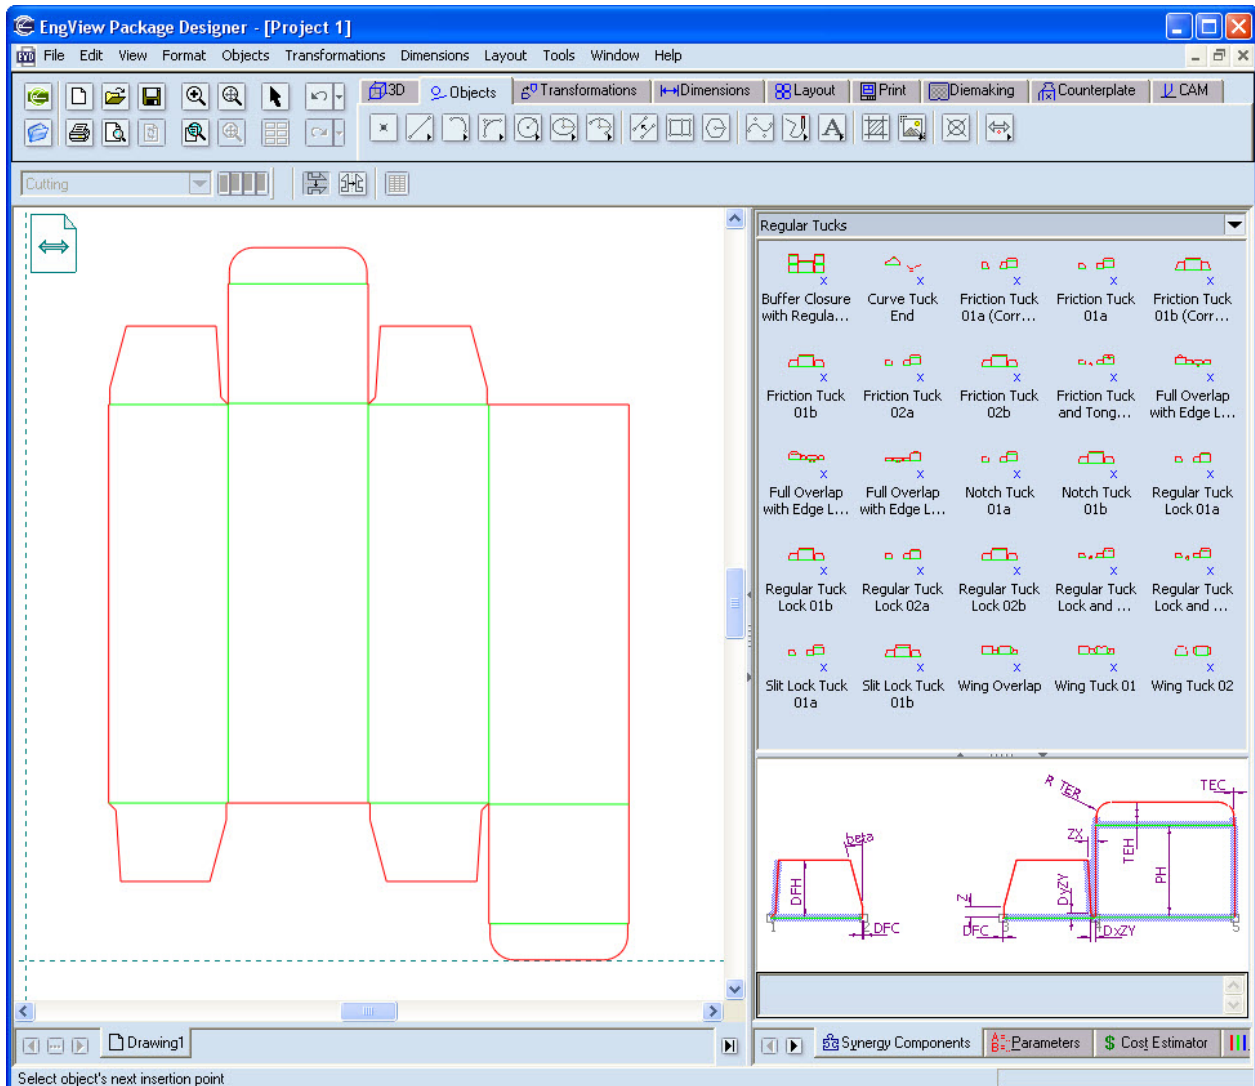 EngView Package Designer - [Project 1]
File Edit View Format Objects Transformations Dimensions Layout Tools Window Help
3D Objects Transformations Dimensions Layout Print Diemaking Counterplate CAM
Cutting
Regular Tucks
Buffer Closure with Regula...
Curve Tuck End
Friction Tuck 01a (Corr...
Friction Tuck 01a
Friction Tuck 01b (Corr...
Friction Tuck 01b
Friction Tuck 02a
Friction Tuck 02b
Friction Tuck and Tong...
Full Overlap with Edge L...
Full Overlap with Edge L...
Full Overlap with Edge L...
Notch Tuck 01a
Notch Tuck 01b
Regular Tuck Lock 01a
Regular Tuck Lock 01b
Regular Tuck Lock 02a
Regular Tuck Lock 02b
Regular Tuck Lock and ...
Regular Tuck Lock and ...
Slit Lock Tuck 01a
Slit Lock Tuck 01b
Wing Overlap
Wing Tuck 01
Wing Tuck 02
R TER
TEC
beta
ZX
TEH
DFH
PH
Z
DyZY
DFC
DFC
DxZY
1 2 3 4 5
Drawing1
Synergy Components Parameters Cost Estimator
Select object's next insertion point